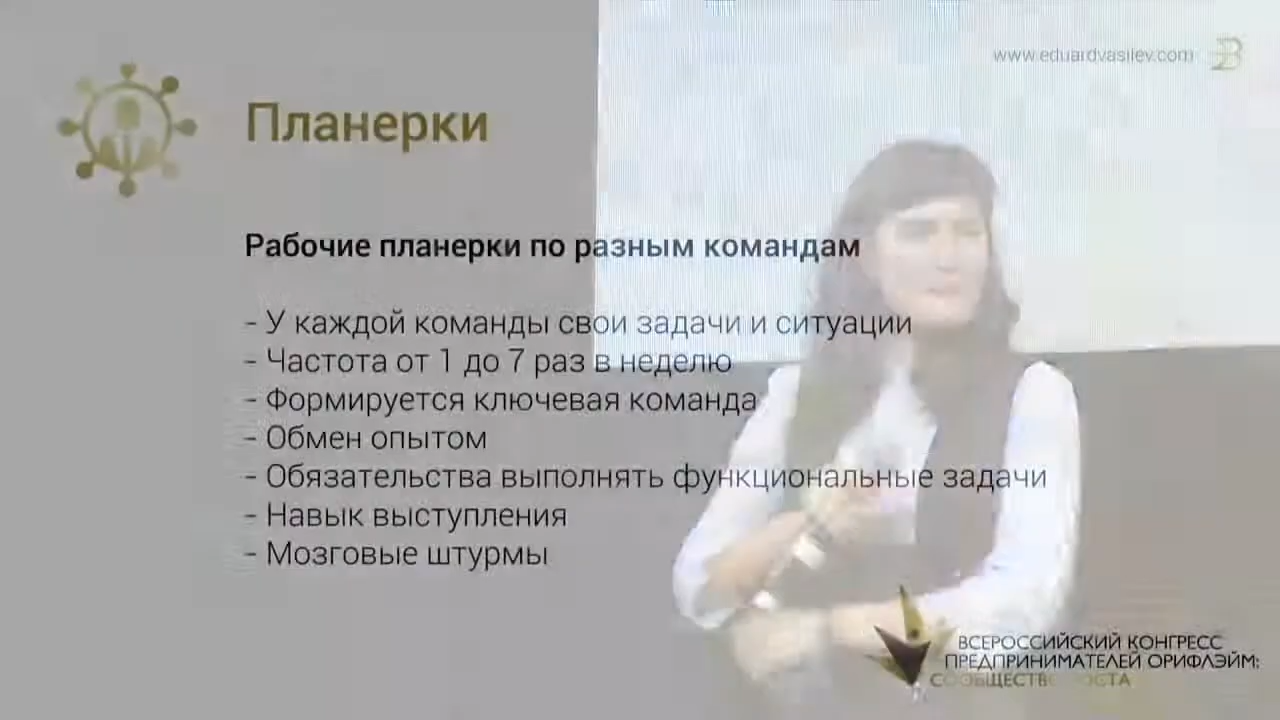 www.eduardvasilev.com
Планерки
Рабочие планерки по разным командам
- У каждой команды свои задачи и ситуации
- Частота от 1 до 7 раз в неделю
- Формируется ключевая команда
- Обмен опытом
- Обязательства выполнять функциональные задачи
- Навык выступления
- Мозговые штурмы
ВСЕРОССИЙСКИЙ КОНГРЕСС
ПРЕДПРИНИМАТЕЛЕЙ ОРИФЛЭЙМ:
СООБЩЕСТВО РОСТА